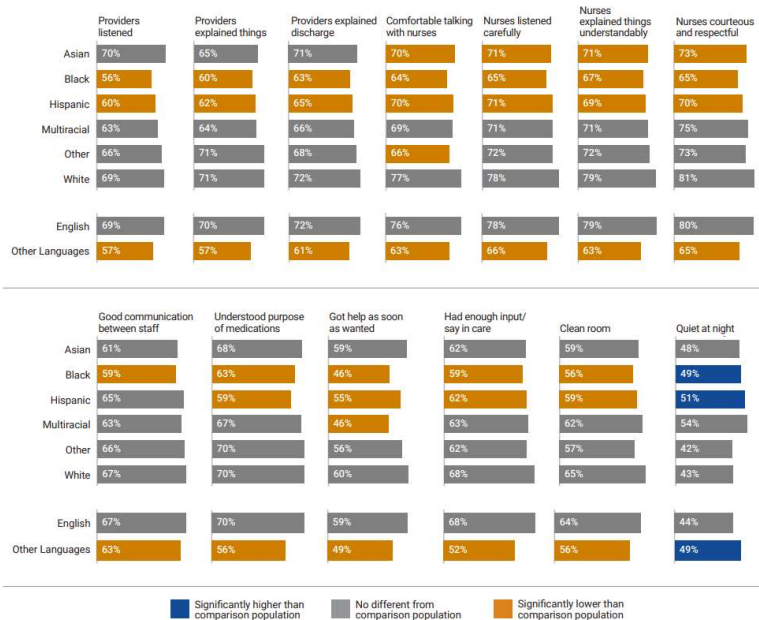 Providers listened
Providers explained things
Providers explained discharge
Comfortable talking with nurses
Nurses listened carefully
Nurses explained things understandably
Nurses courteous and respectful
Asian 70% 65% 71% 70% 71% 71% 73%
Black 56% 60% 63% 64% 65% 67% 65%
Hispanic 60% 62% 65% 70% 71% 69% 70%
Multiracial 63% 64% 66% 69% 71% 71% 75%
Other 66% 71% 68% 66% 72% 72% 73%
White 69% 71% 72% 77% 78% 79% 81%
English 69% 70% 72% 76% 78% 79% 80%
Other Languages 57% 57% 61% 63% 66% 63% 65%
Good communication between staff
Understood purpose of medications
Got help as soon as wanted
Had enough input/ say in care
Clean room
Quiet at night
Asian 61% 68% 59% 62% 59% 48%
Black 59% 63% 46% 59% 56% 49%
Hispanic 65% 59% 55% 62% 59% 51%
Multiracial 63% 67% 46% 63% 62% 54%
Other 66% 70% 56% 62% 57% 42%
White 67% 70% 60% 68% 65% 43%
English 67% 70% 59% 68% 64% 44%
Other Languages 63% 56% 49% 52% 56% 49%
Significantly higher than comparison population
No different from comparison population
Significantly lower than comparison population